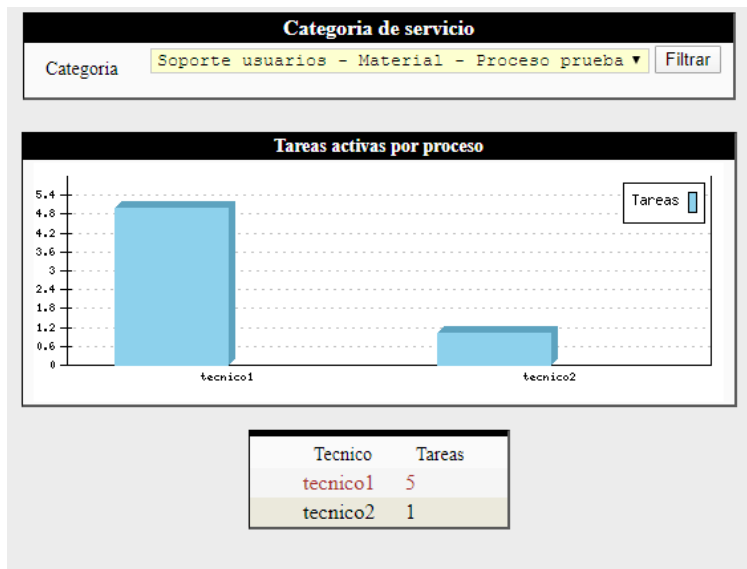 Categoria de servicio
Categoria Soporte usuarios - Material - Proceso prueba Filtrar
Tareas activas por proceso
Tareas
5.4
4.8
4.2
3.6
3
2.4
1.8
1.2
0.6
0
tecnico1 tecnico2
Tecnico Tareas
tecnico1 5
tecnico2 1